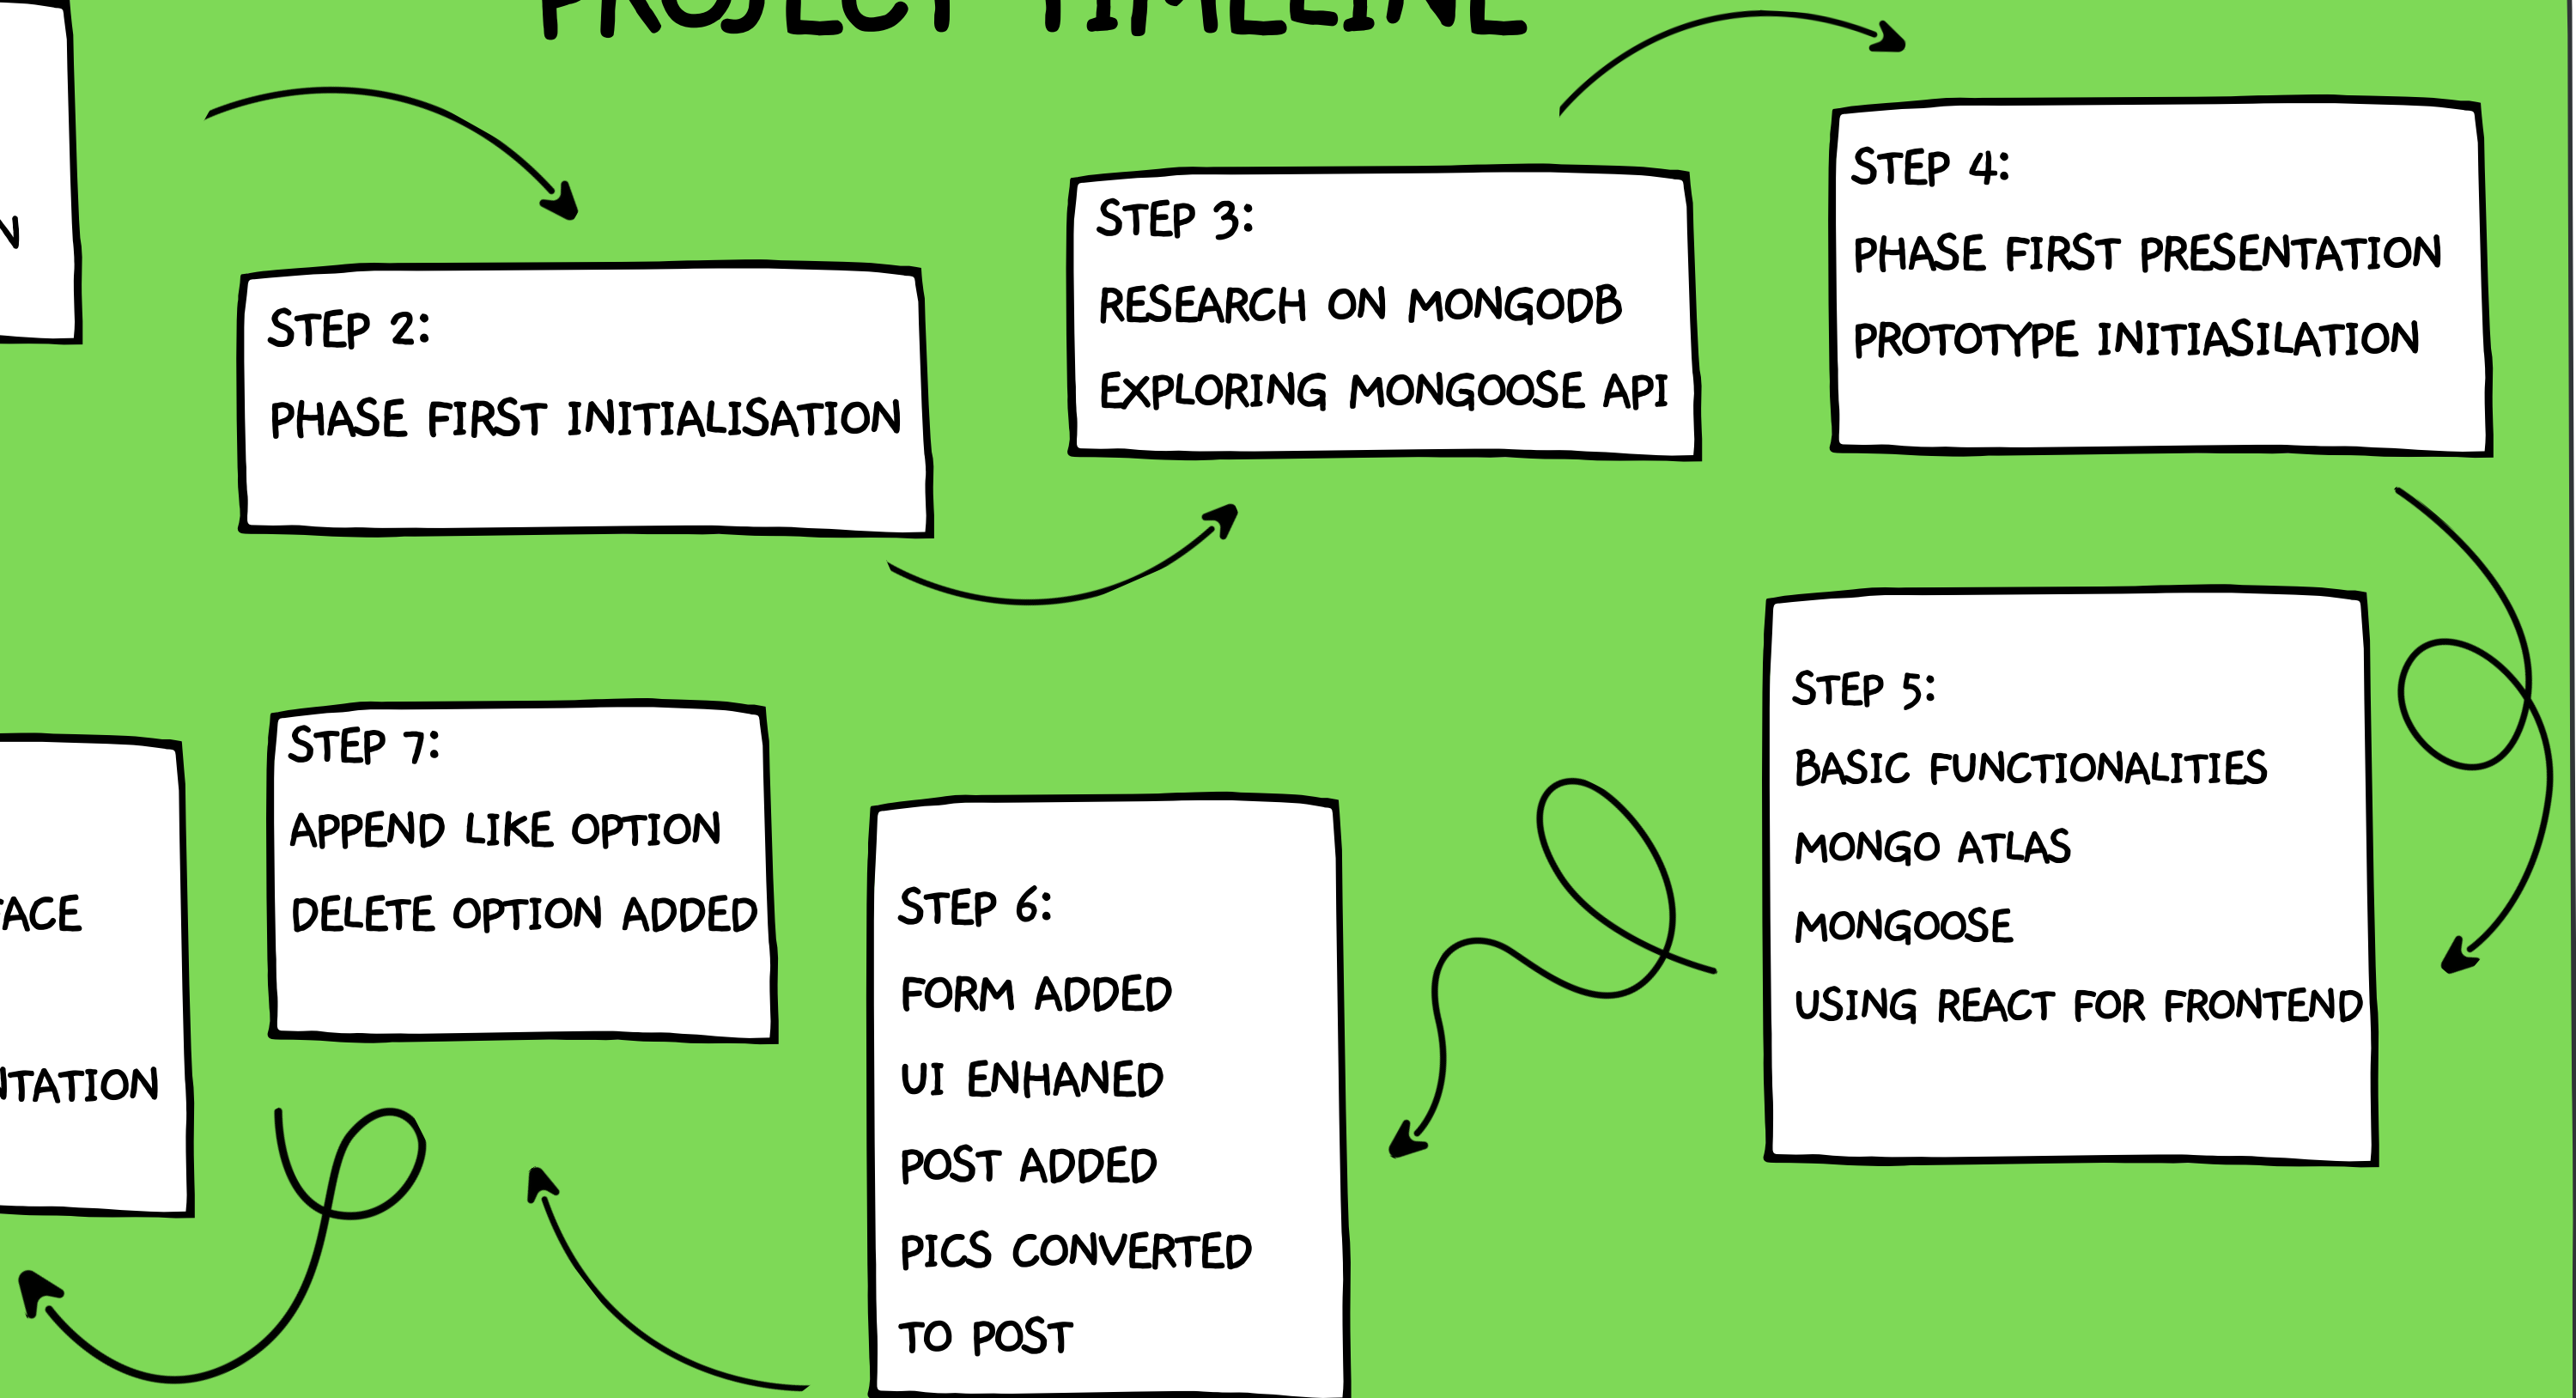 PROJECT TIMELINE
STEP 2:
PHASE FIRST INITIALISATION
STEP 3:
RESEARCH ON MONGODB
EXPLORING MONGOOSE API
STEP 4:
PHASE FIRST PRESENTATION
PROTOTYPE INITIASILATION
STEP 5:
BASIC FUNCTIONALITIES
MONGO ATLAS
MONGOOSE
USING REACT FOR FRONTEND
STEP 6:
FORM ADDED
UI ENHANED
POST ADDED
PICS CONVERTED
TO POST
STEP 7:
APPEND LIKE OPTION
DELETE OPTION ADDED